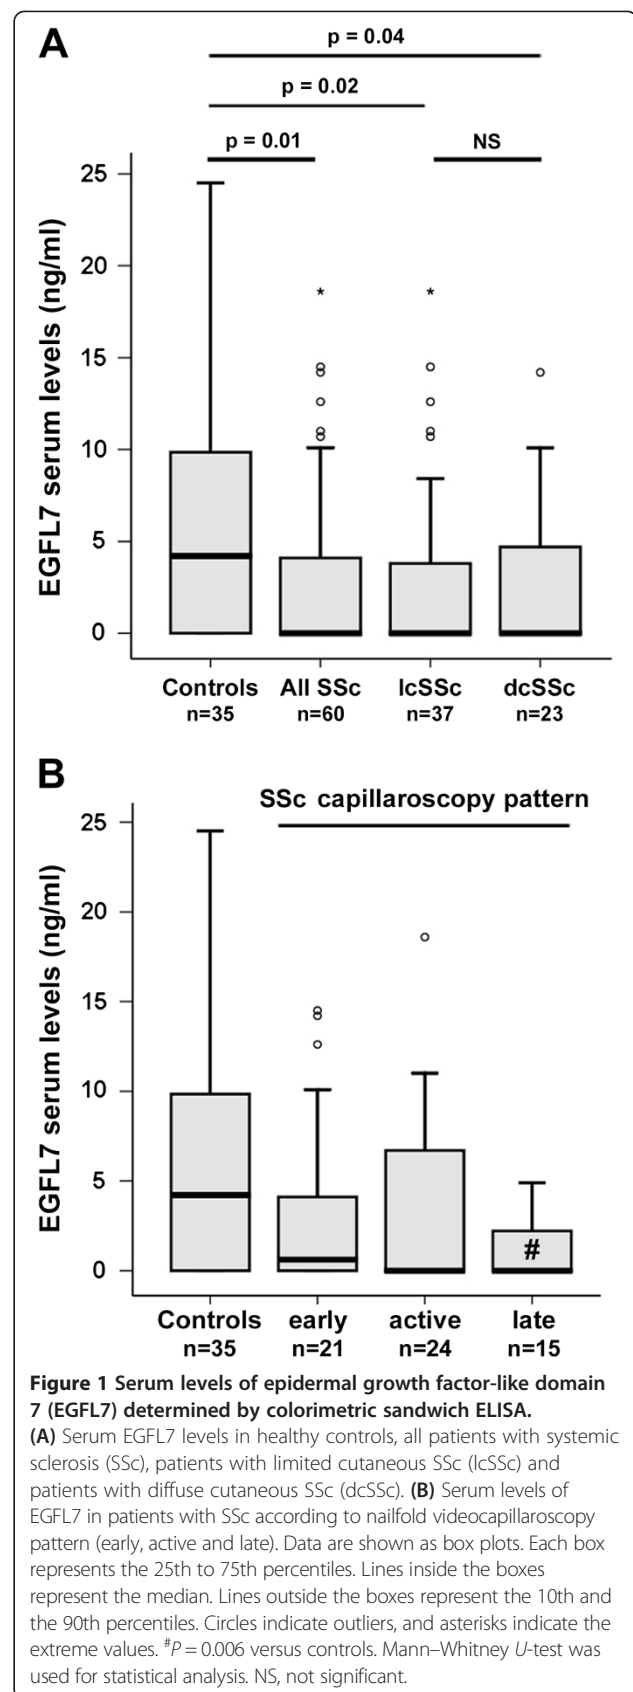 A
p = 0.04
p = 0.02
p = 0.01
NS
EGFL7 serum levels (ng/ml)
25
20
15
10
5
0
*
*
Controls All SSc lcSSc dcSSc
n=35 n=60 n=37 n=23
B
SSc capillaroscopy pattern
EGFL7 serum levels (ng/ml)
25
20
15
10
5
0
#
Controls early active late
n=35 n=21 n=24 n=15
Figure 1 Serum levels of epidermal growth factor-like domain
7 (EGFL7) determined by colorimetric sandwich ELISA.
(A) Serum EGFL7 levels in healthy controls, all patients with systemic
sclerosis (SSc), patients with limited cutaneous SSc (lcSSc) and
patients with diffuse cutaneous SSc (dcSSc). (B) Serum levels of
EGFL7 in patients with SSc according to nailfold videocapillaroscopy
pattern (early, active and late). Data are shown as box plots. Each box
represents the 25th to 75th percentiles. Lines inside the boxes
represent the median. Lines outside the boxes represent the 10th and
the 90th percentiles. Circles indicate outliers, and asterisks indicate the
extreme values. #P = 0.006 versus controls. Mann–Whitney U-test was
used for statistical analysis. NS, not significant.